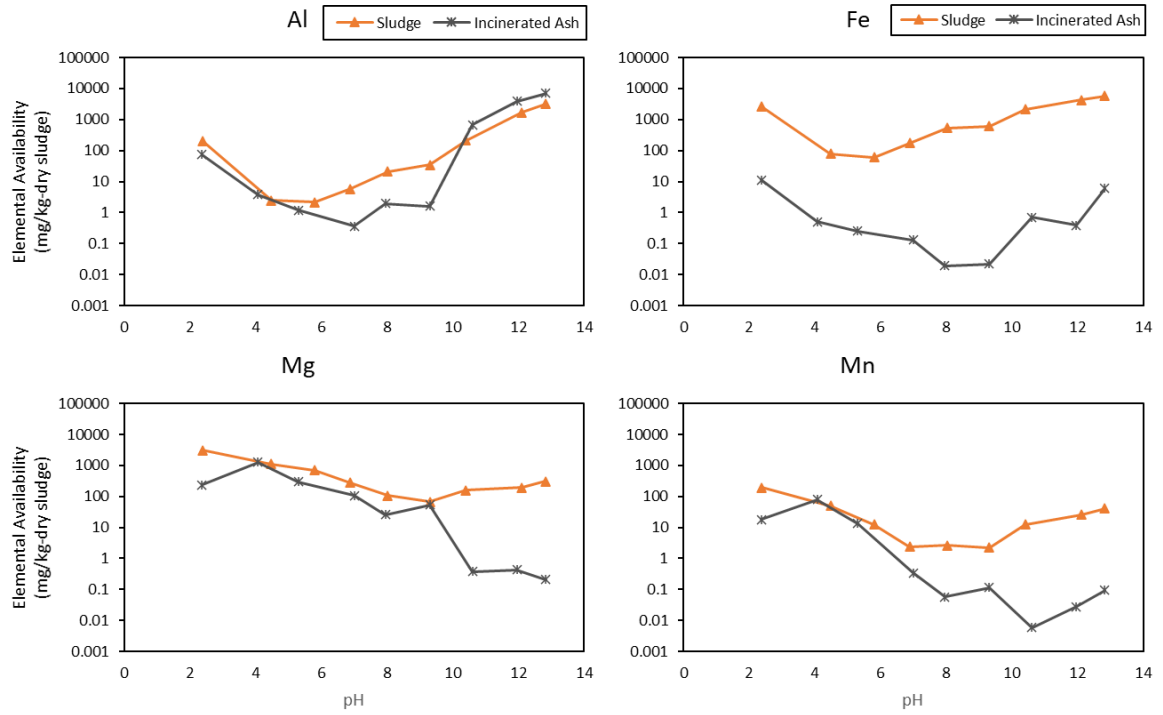 Al
Sludge Incinerated Ash
Fe
Sludge Incinerated Ash
Elemental Availability
(mg/kg-dry sludge)
100000
10000
1000
100
10
1
0.1
0.01
0.001
0 2 4 6 8 10 12 14
100000
10000
1000
100
10
1
0.1
0.01
0.001
0 2 4 6 8 10 12 14
Mg
Mn
Elemental Availability
(mg/kg-dry sludge)
100000
10000
1000
100
10
1
0.1
0.01
0.001
0 2 4 6 8 10 12 14
pH
100000
10000
1000
100
10
1
0.1
0.01
0.001
0 2 4 6 8 10 12 14
pH